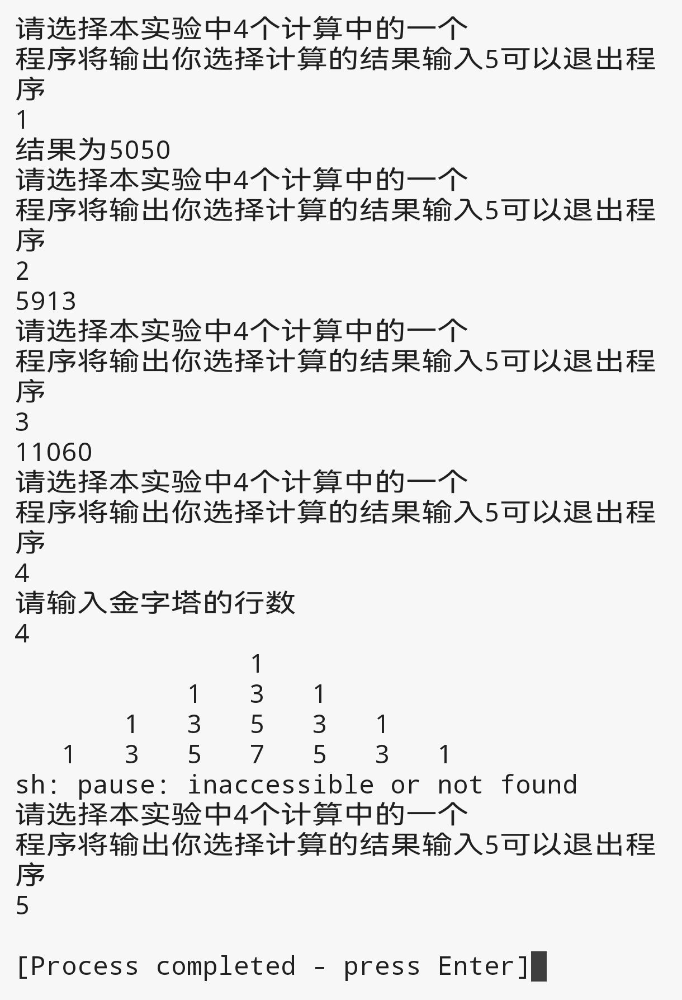 请选择本实验中4个计算中的一个
程序将输出你选择计算的结果输入5可以退出程
序
1
结果为5050
请选择本实验中4个计算中的一个
程序将输出你选择计算的结果输入5可以退出程
序
2
5913
请选择本实验中4个计算中的一个
程序将输出你选择计算的结果输入5可以退出程
序
3
11060
请选择本实验中4个计算中的一个
程序将输出你选择计算的结果输入5可以退出程
序
4
请输入金字塔的行数
4
               1
           1   3   1
       1   3   5   3   1
   1   3   5   7   5   3   1
sh: pause: inaccessible or not found
请选择本实验中4个计算中的一个
程序将输出你选择计算的结果输入5可以退出程
序
5

[Process completed - press Enter]